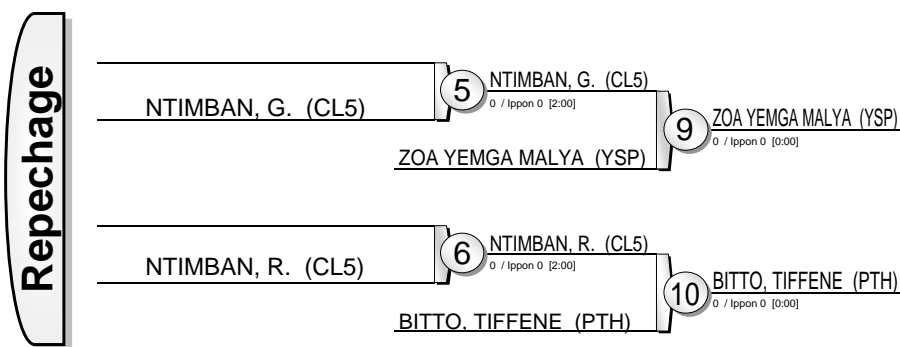 Repechage
NTIMBAN, G. (CL5)
5
NTIMBAN, G. (CL5)
0 / Ippon 0 [2:00]
ZOA YEMGA MALYA (YSP)
9
ZOA YEMGA MALYA (YSP)
0 / Ippon 0 [0:00]
NTIMBAN, R. (CL5)
6
NTIMBAN, R. (CL5)
0 / Ippon 0 [2:00]
BITTO, TIFFENE (PTH)
10
BITTO, TIFFENE (PTH)
0 / Ippon 0 [0:00]